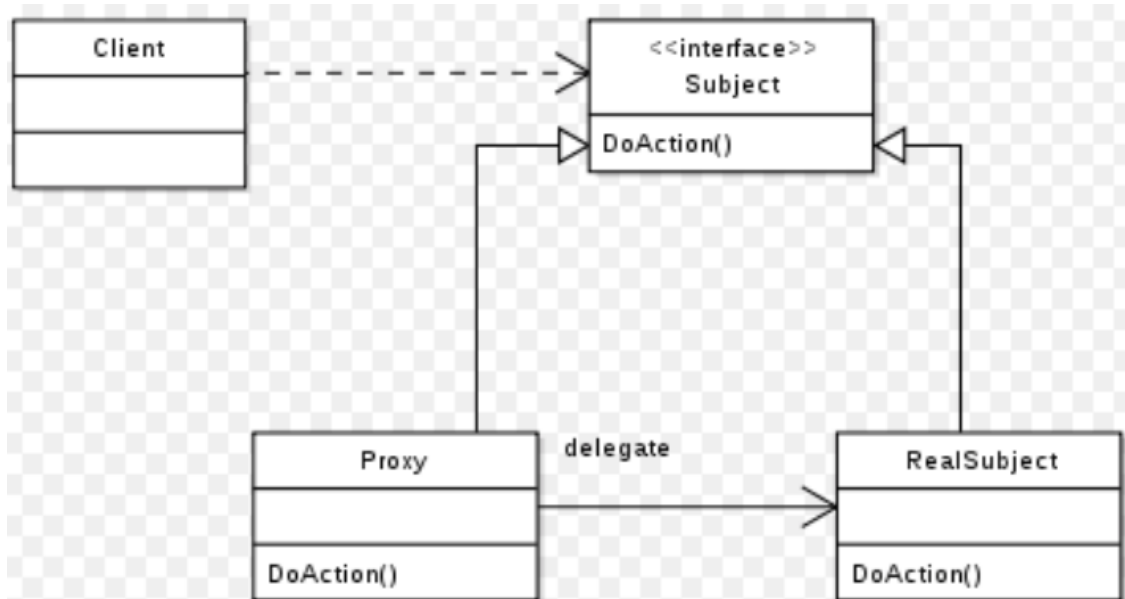 Client
<<interface>>
Subject
DoAction()
Proxy
delegate
RealSubject
DoAction()
DoAction()